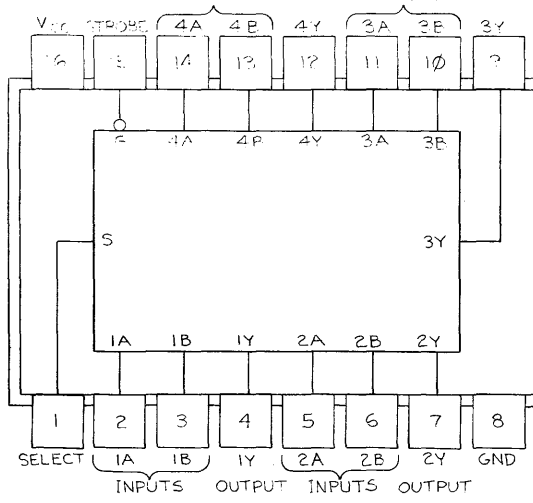 VCC STROBE 4A 4B 4Y 3A 3B 3Y
16 15 14 13 12 11 10
G 4A 4B 4Y 3A 3B
S 3Y
1A 1B 1Y 2A 2B 2Y
1 2 3 4 5 6 7 8
SELECT 1A 1B 1Y 2A 2B 2Y GND
INPUTS OUTPUT INPUTS OUTPUT